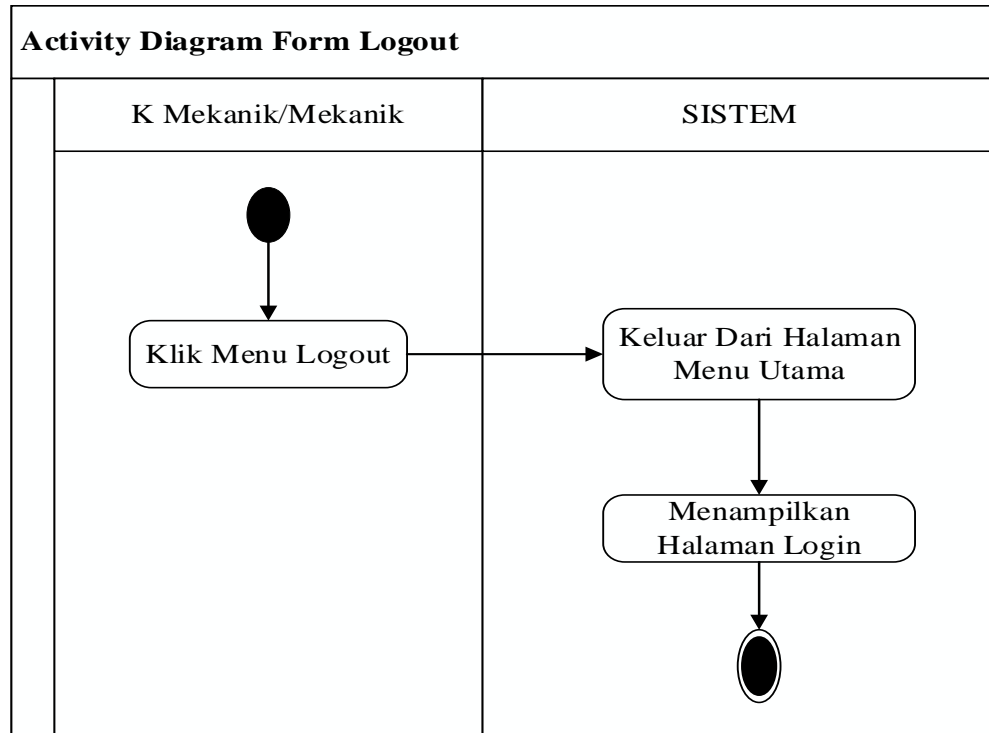 Activity Diagram Form Logout
K Mekanik/Mekanik
SISTEM
Klik Menu Logout
Keluar Dari Halaman
Menu Utama
Menampilkan
Halaman Login